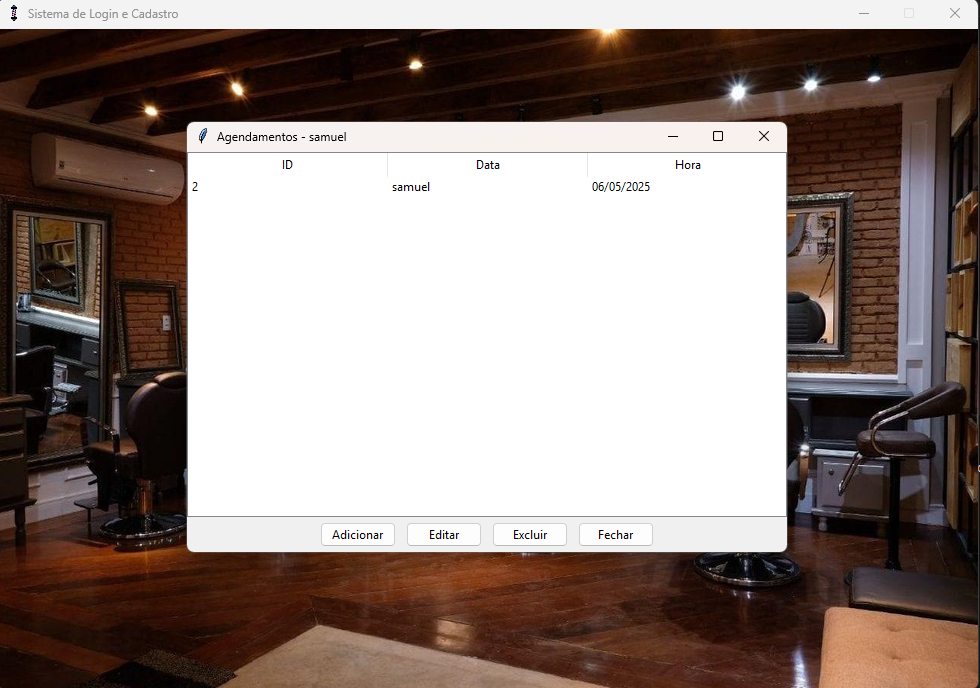 Sistema de Login e Cadastro
Agendamentos - samuel
ID Data Hora
2 samuel 06/05/2025
Adicionar Editar Excluir Fechar